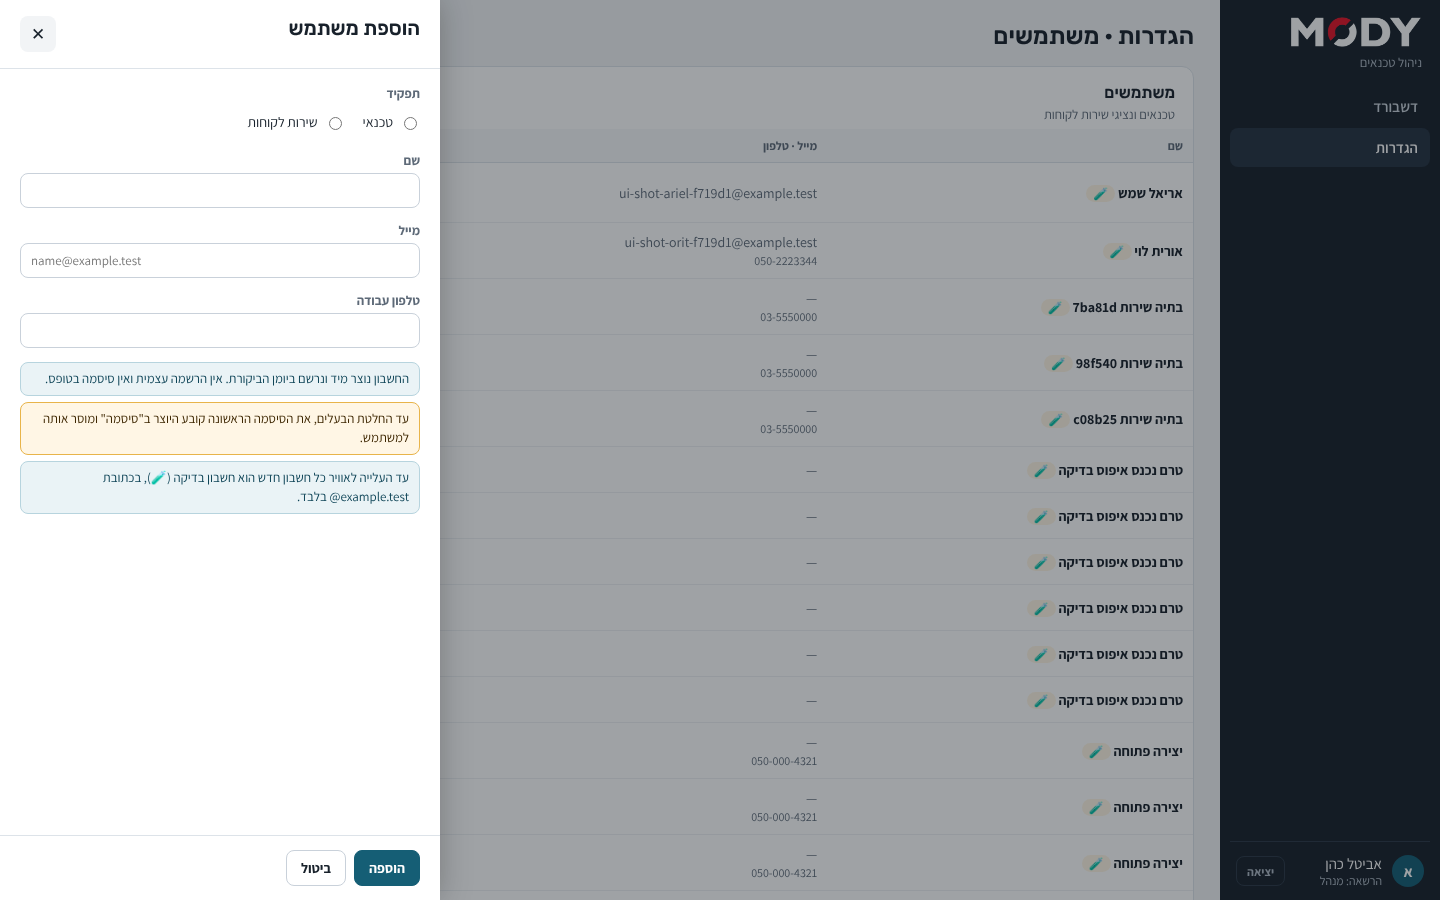 MODY
ניהול טכנאים
דשבורד
הגדרות
אביטל כהן
הרשאה: מנהל
א
יציאה
הגדרות • משתמשים
משתמשים
טכנאים ונציגי שירות לקוחות
שם
מייל · טלפון
אריאל שמש 🧪
ui-shot-ariel-f719d1@example.test
אורית לוי 🧪
ui-shot-orit-f719d1@example.test
050-2223344
בתיה שירות 7ba81d 🧪
—
03-5550000
בתיה שירות 98f540 🧪
—
03-5550000
בתיה שירות c08b25 🧪
—
03-5550000
טרם נכנס איפוס בדיקה 🧪
—
טרם נכנס איפוס בדיקה 🧪
—
טרם נכנס איפוס בדיקה 🧪
—
טרם נכנס איפוס בדיקה 🧪
—
טרם נכנס איפוס בדיקה 🧪
—
טרם נכנס איפוס בדיקה 🧪
—
יצירה פתוחה 🧪
—
050-000-4321
יצירה פתוחה 🧪
—
050-000-4321
יצירה פתוחה 🧪
—
050-000-4321
הוספת משתמש
✕
תפקיד
טכנאי
שירות לקוחות
שם
מייל
name@example.test
טלפון עבודה
החשבון נוצר מיד ונרשם ביומן הביקורת. אין הרשמה עצמית ואין סיסמה בטופס.
עד החלטת הבעלים, את הסיסמה הראשונה קובע היוצר ב"סיסמה" ומוסר אותה
למשתמש.
עד העלייה לאוויר כל חשבון חדש הוא חשבון בדיקה (🧪), בכתובת
@example.test בלבד.
הוספה
ביטול